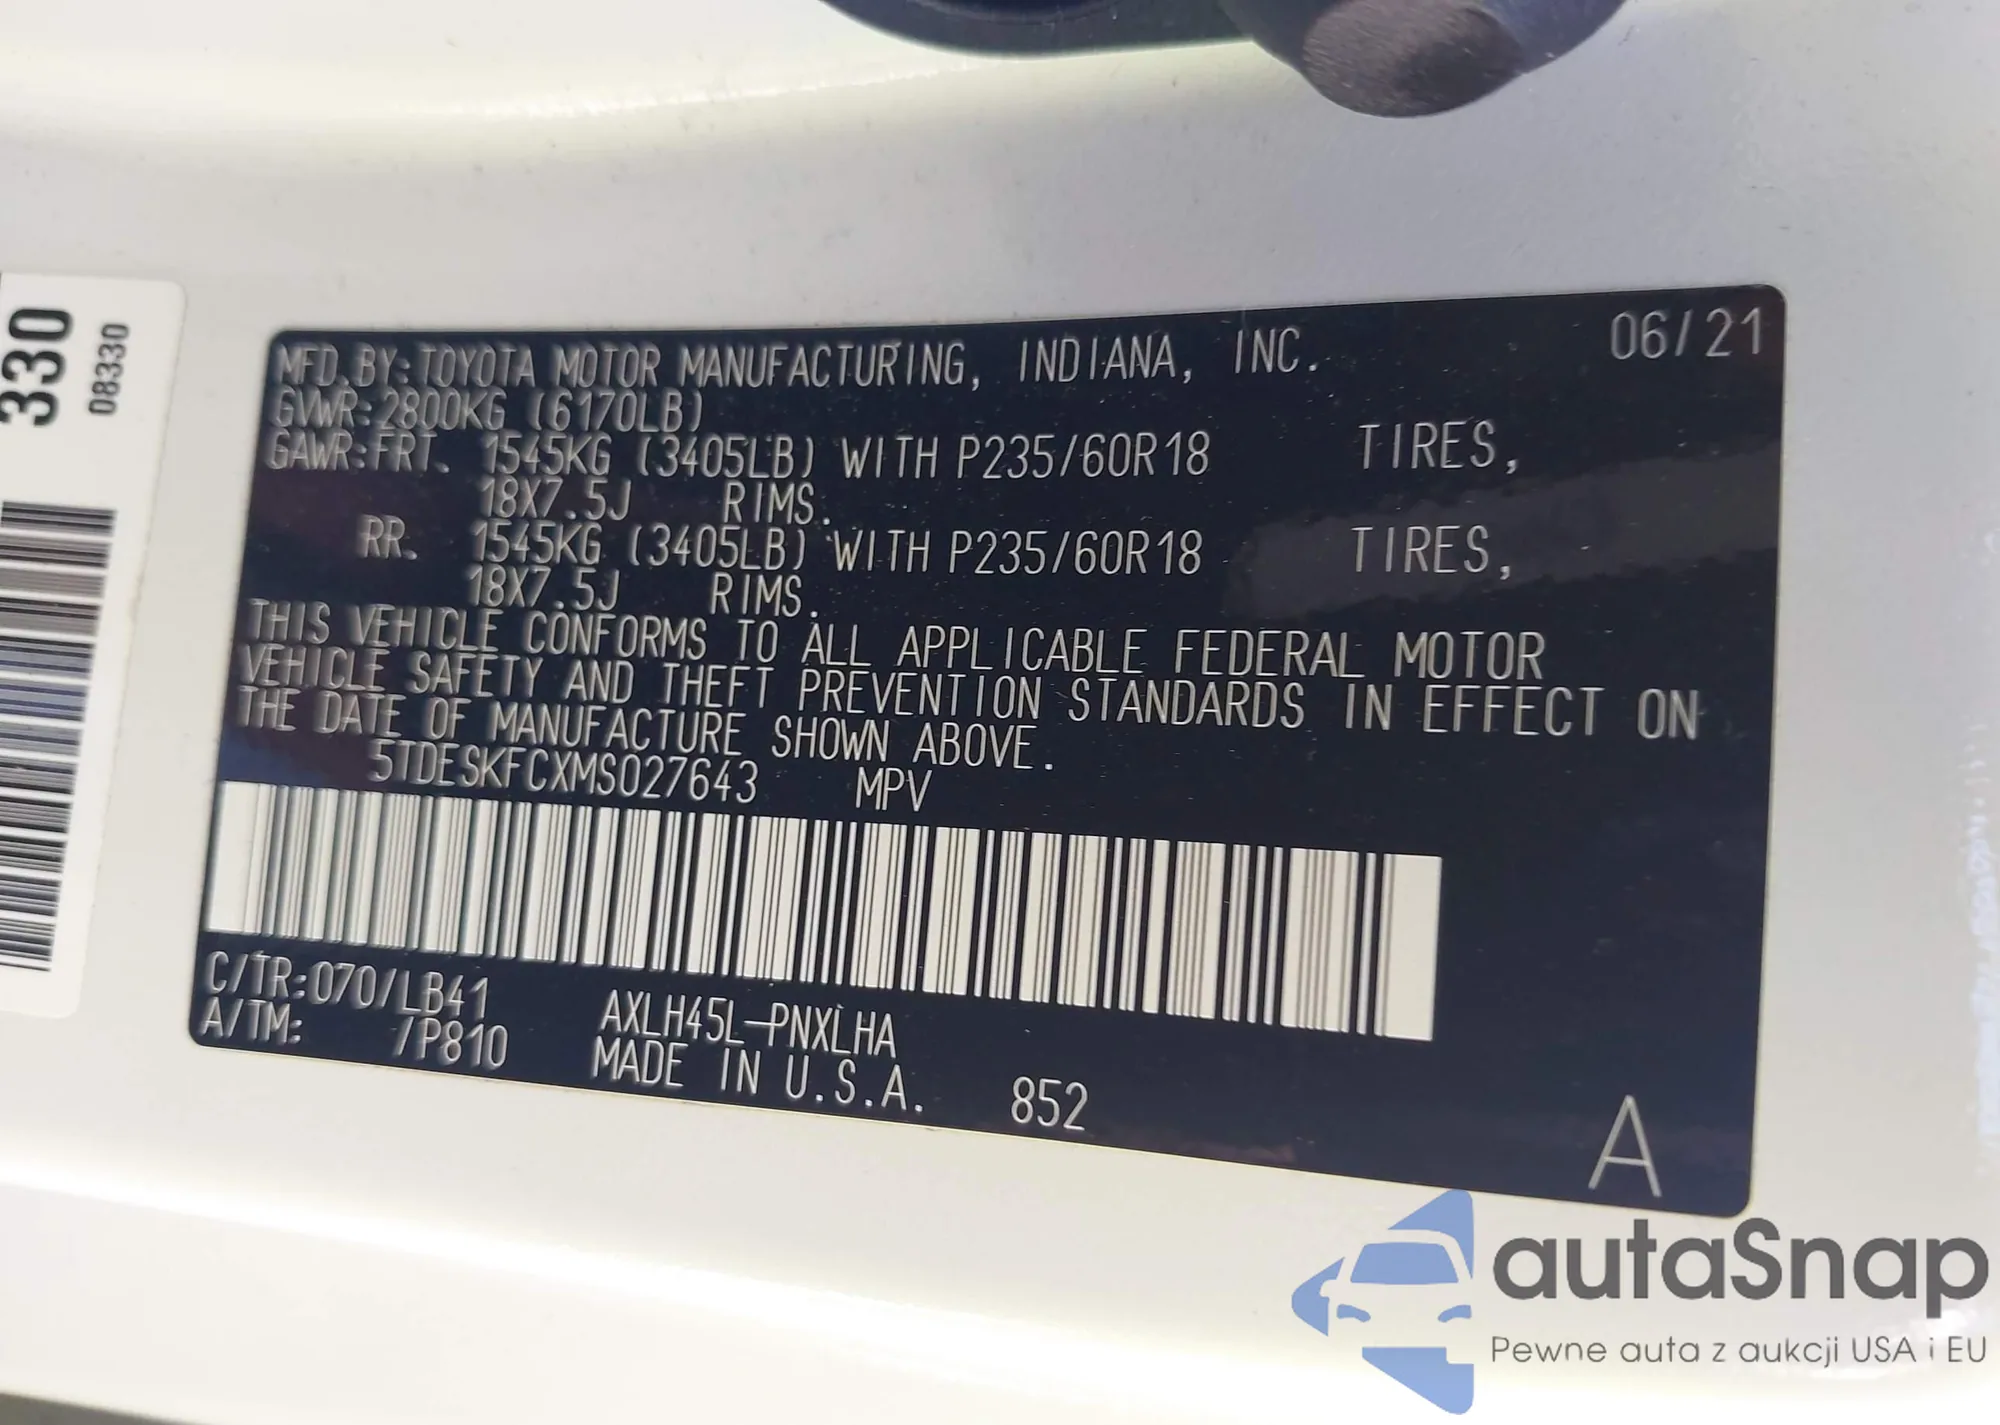 330
08330
MFD.BY:TOYOTA MOTOR MANUFACTURING, INDIANA, INC. 06/21
GVWR:2800KG (6170LB)
GAWR:FRT. 1545KG (3405LB) WITH P235/60R18 TIRES,
18X7.5J RIMS.
RR. 1545KG (3405LB) WITH P235/60R18 TIRES,
18X7.5J RIMS.
THIS VEHICLE CONFORMS TO ALL APPLICABLE FEDERAL MOTOR
VEHICLE SAFETY AND THEFT PREVENTION STANDARDS IN EFFECT ON
THE DATE OF MANUFACTURE SHOWN ABOVE.
5TDESKFCXMS027643 MPV
C/TR:070/LB41 AXLH45L-PNXLHA
A/TM: /P810 MADE IN U.S.A. 852
A
autaSnap
Pewne auta z aukcji USA i EU